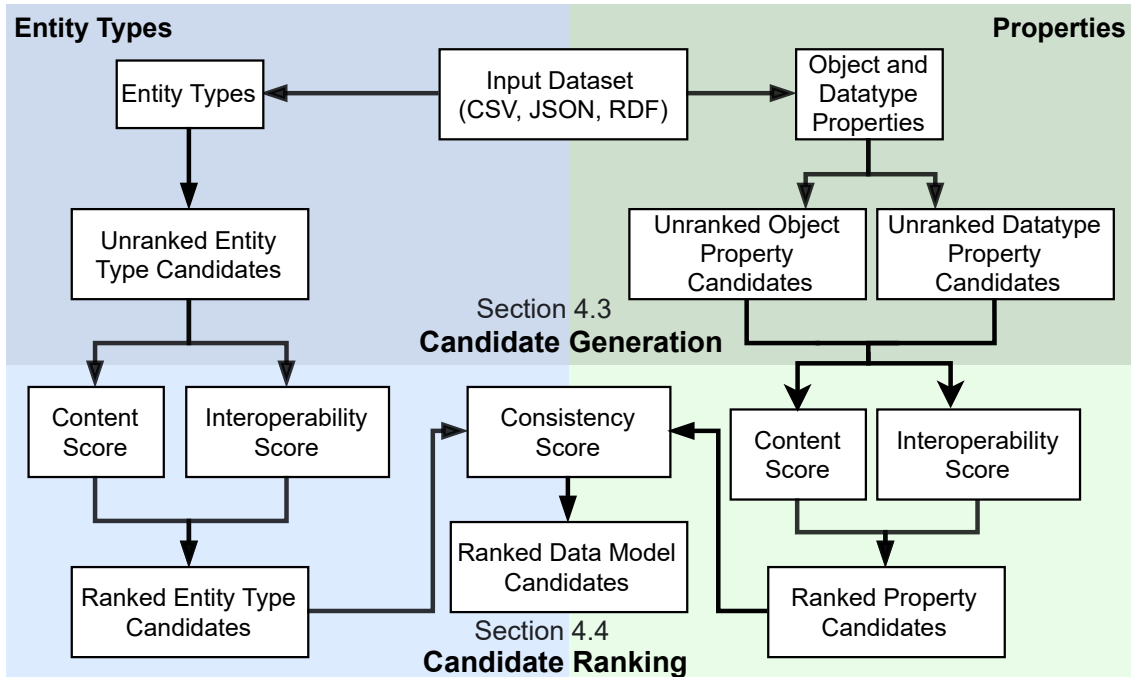 Entity Types
Properties
Entity Types
Input Dataset
(CSV, JSON, RDF)
Object and
Datatype
Properties
Unranked Entity
Type Candidates
Unranked Object
Property
Candidates
Unranked Datatype
Property
Candidates
Section 4.3
Candidate Generation
Content
Score
Interoperability
Score
Consistency
Score
Content
Score
Interoperability
Score
Ranked Entity Type
Candidates
Ranked Data Model
Candidates
Ranked Property
Candidates
Section 4.4
Candidate Ranking